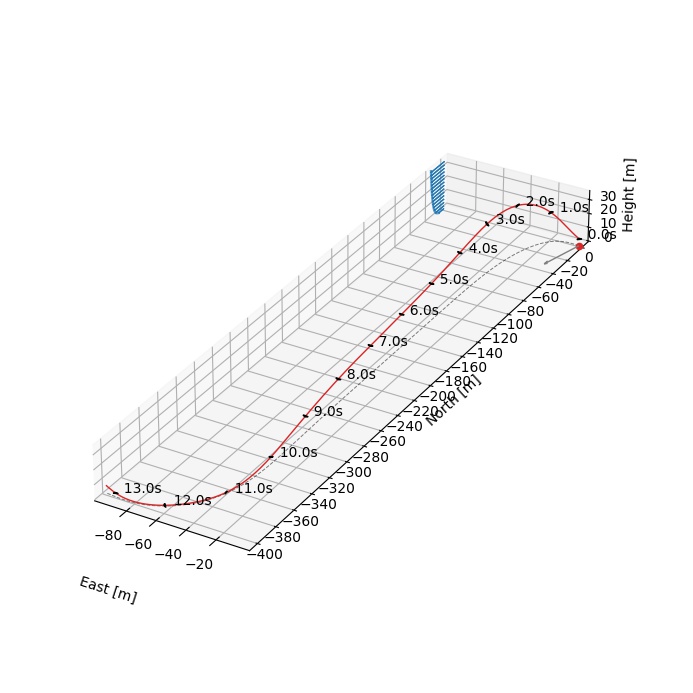 Height [m]
30
20
10
0
0.0s
1.0s
2.0s
3.0s
4.0s
5.0s
6.0s
7.0s
8.0s
9.0s
10.0s
11.0s
12.0s
13.0s
0
−20
−40
−60
−80
−100
−120
−140
−160
−180
−200
−220
−240
−260
−280
−300
−320
−340
−360
−380
−400
North [m]
−80
−60
−40
−20
East [m]